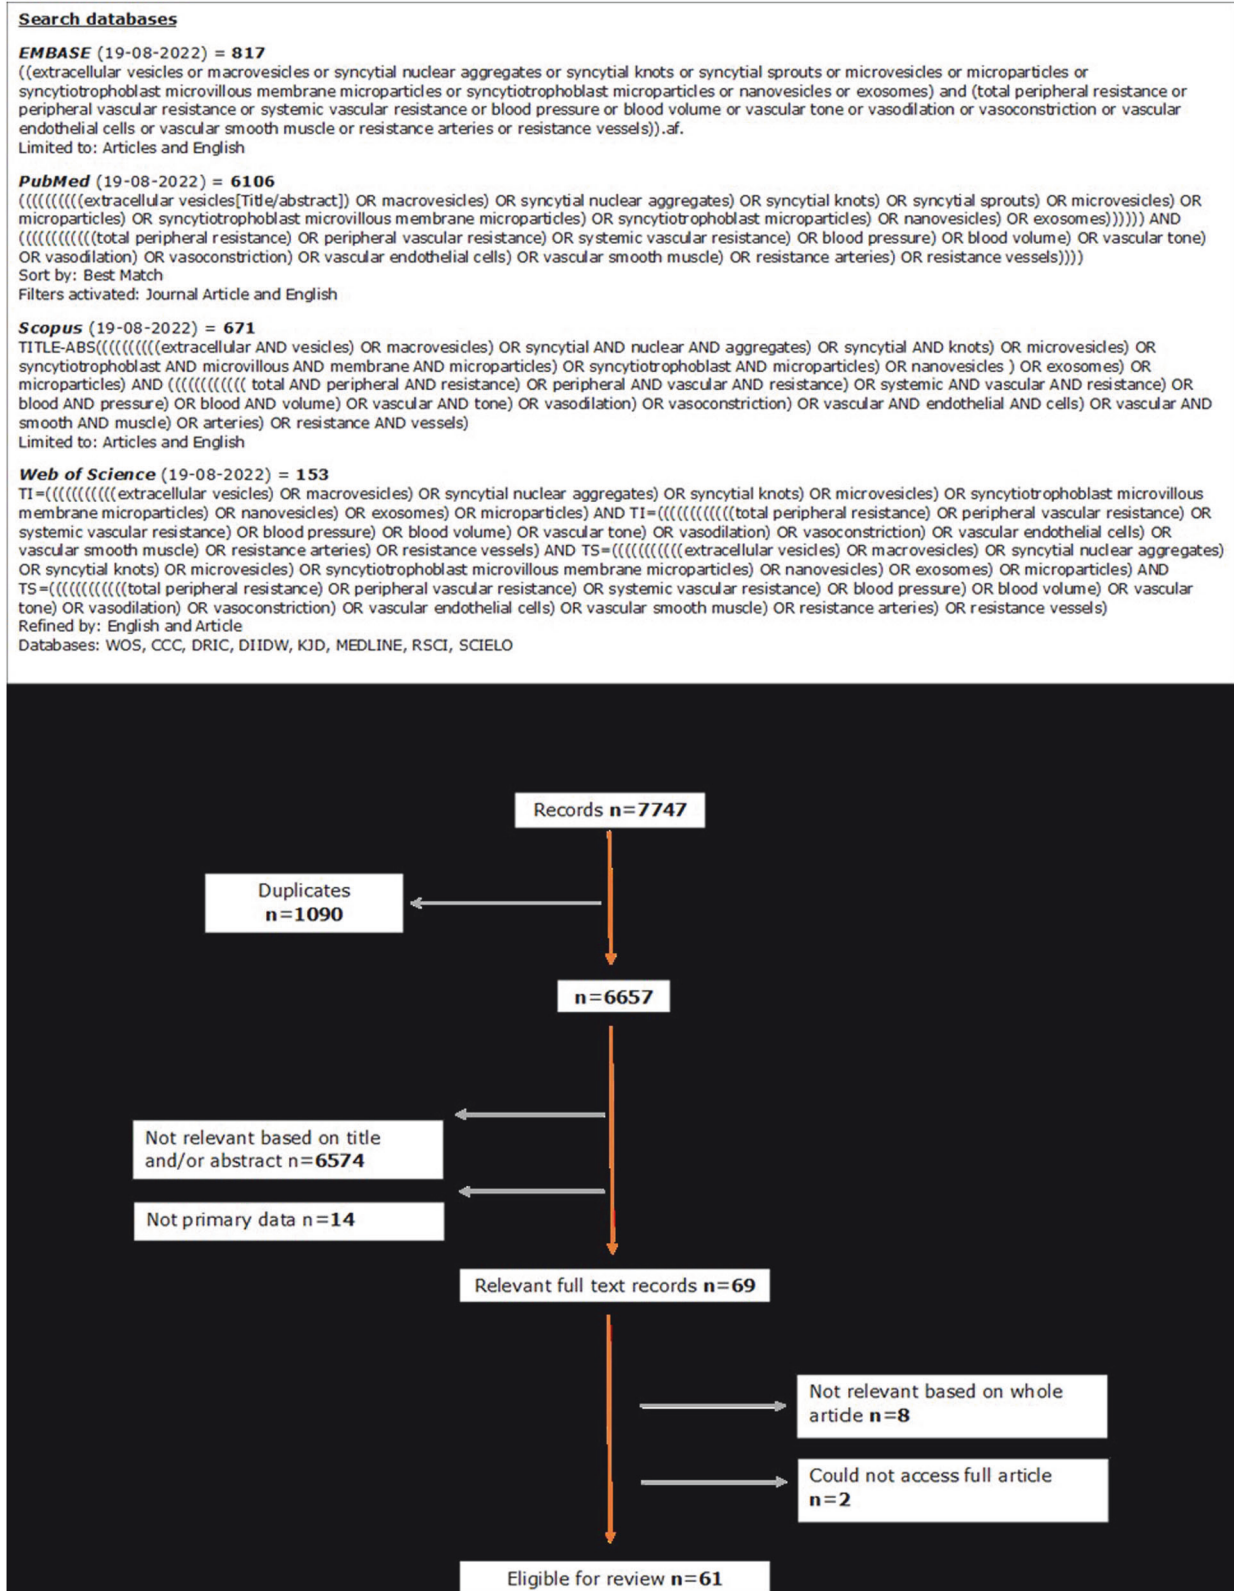 Search databases
EMBASE (19-08-2022) = 817
((extracellular vesicles or macrovesicles or syncytial nuclear aggregates or syncytial knots or syncytial sprouts or microvesicles or microparticles or
syncytiotrophoblast microvillous membrane microparticles or syncytiotrophoblast microparticles or nanovesicles or exosomes) and (total peripheral resistance or
peripheral vascular resistance or systemic vascular resistance or blood pressure or blood volume or vascular tone or vasodilation or vasoconstriction or vascular
endothelial cells or vascular smooth muscle or resistance arteries or resistance vessels)).af.
Limited to: Articles and English
PubMed (19-08-2022) = 6106
((((((((((extracellular vesicles[Title/abstract]) OR macrovesicles) OR syncytial nuclear aggregates) OR syncytial knots) OR syncytial sprouts) OR microvesicles) OR
microparticles) OR syncytiotrophoblast microvillous membrane microparticles) OR syncytiotrophoblast microparticles) OR nanovesicles) OR exosomes)))))) AND
((((((((((((total peripheral resistance) OR peripheral vascular resistance) OR systemic vascular resistance) OR blood pressure) OR blood volume) OR vascular tone)
OR vasodilation) OR vasoconstriction) OR vascular endothelial cells) OR vascular smooth muscle) OR resistance arteries) OR resistance vessels))))
Sort by: Best Match
Filters activated: Journal Article and English
Scopus (19-08-2022) = 671
TITLE-ABS((((((((((extracellular AND vesicles) OR macrovesicles) OR syncytial AND nuclear AND aggregates) OR syncytial AND knots) OR microvesicles) OR
syncytiotrophoblast AND microvillous AND membrane AND microparticles) OR syncytiotrophoblast AND microparticles) OR nanovesicles ) OR exosomes) OR
microparticles) AND ((((((((((( total AND peripheral AND resistance) OR peripheral AND vascular AND resistance) OR systemic AND vascular AND resistance) OR
blood AND pressure) OR blood AND volume) OR vascular AND tone) OR vasodilation) OR vasoconstriction) OR vascular AND endothelial AND cells) OR vascular AND
smooth AND muscle) OR arteries) OR resistance AND vessels)
Limited to: Articles and English
Web of Science (19-08-2022) = 153
TI=(((((((((((extracellular vesicles) OR macrovesicles) OR syncytial nuclear aggregates) OR syncytial knots) OR microvesicles) OR syncytiotrophoblast microvillous
membrane microparticles) OR nanovesicles) OR exosomes) OR microparticles) AND TI=((((((((((((total peripheral resistance) OR peripheral vascular resistance) OR
systemic vascular resistance) OR blood pressure) OR blood volume) OR vascular tone) OR vasodilation) OR vasoconstriction) OR vascular endothelial cells) OR
vascular smooth muscle) OR resistance arteries) OR resistance vessels) AND TS=(((((((((((extracellular vesicles) OR macrovesicles) OR syncytial nuclear aggregates)
OR syncytial knots) OR microvesicles) OR syncytiotrophoblast microvillous membrane microparticles) OR nanovesicles) OR exosomes) OR microparticles) AND
TS=((((((((((((total peripheral resistance) OR peripheral vascular resistance) OR systemic vascular resistance) OR blood pressure) OR blood volume) OR vascular
tone) OR vasodilation) OR vasoconstriction) OR vascular endothelial cells) OR vascular smooth muscle) OR resistance arteries) OR resistance vessels)
Refined by: English and Article
Databases: WOS, CCC, DRIC, DIIDW, KJD, MEDLINE, RSCI, SCIELO
Records n=7747
Duplicates
n=1090
n=6657
Not relevant based on title
and/or abstract n=6574
Not primary data n=14
Relevant full text records n=69
Not relevant based on whole
article n=8
Could not access full article
n=2
Eligible for review n=61